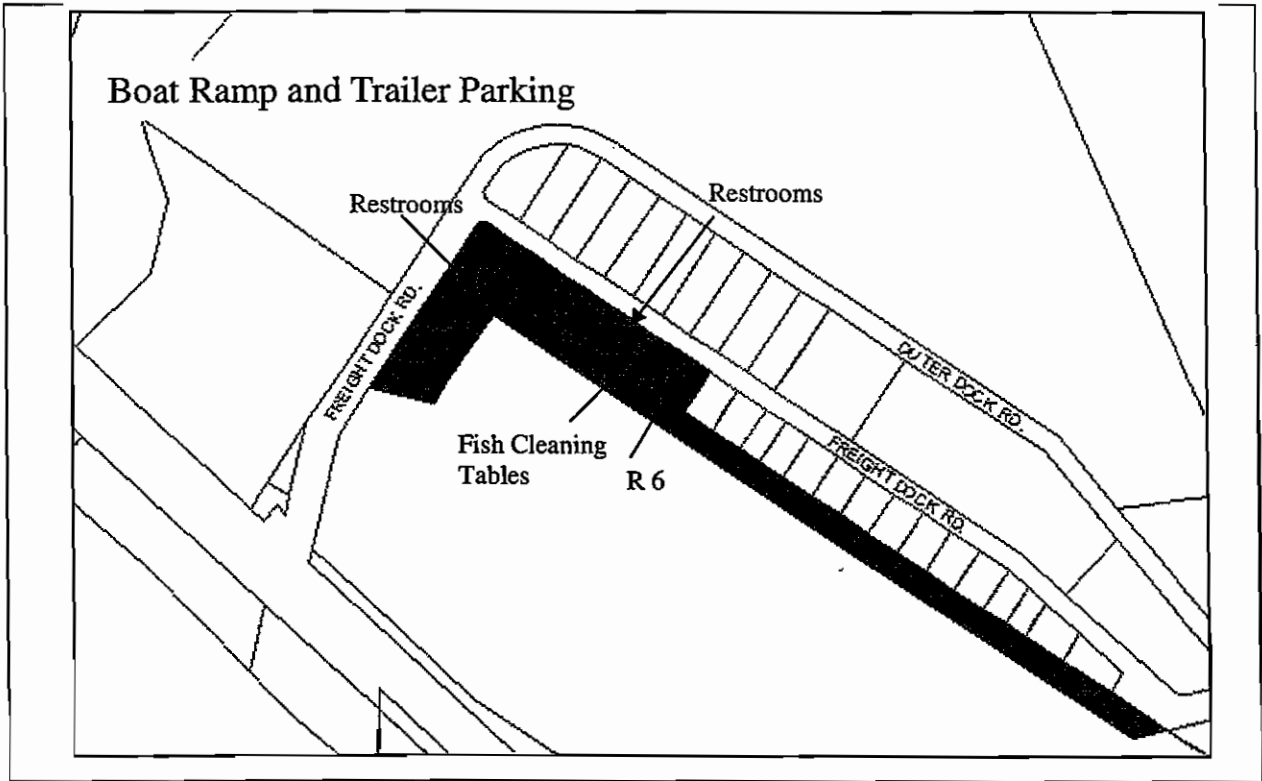 Boat Ramp and Trailer Parking
Restrooms
Restrooms
FREIGHT DOCK RD.
OUTER DOCK RD.
Fish Cleaning
Tables
R 6
FREIGHT DOCK RD.